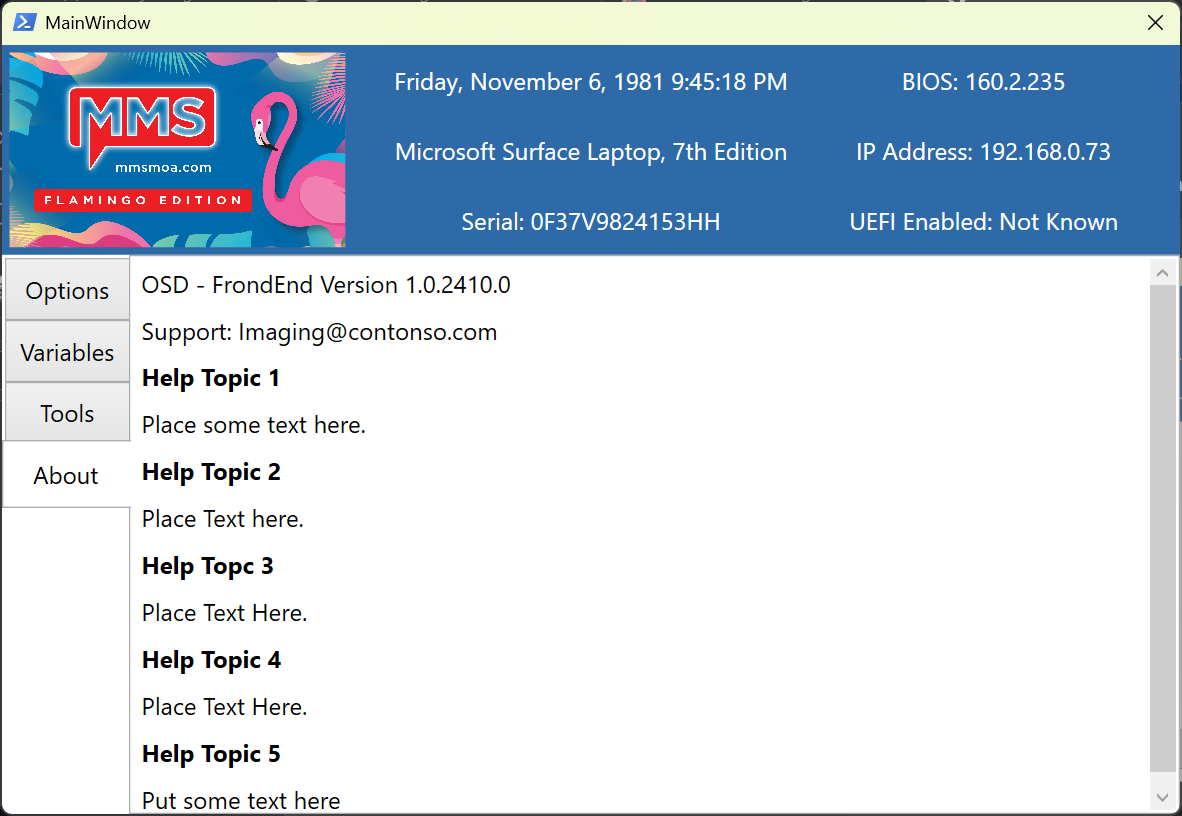 MainWindow
MMS
mmsmoa.com
FLAMINGO EDITION
Friday, November 6, 1981 9:45:18 PM
BIOS: 160.2.235
Microsoft Surface Laptop, 7th Edition
IP Address: 192.168.0.73
Serial: 0F37V9824153HH
UEFI Enabled: Not Known
Options
Variables
Tools
About
OSD - FrondEnd Version 1.0.2410.0
Support: Imaging@contonso.com
Help Topic 1
Place some text here.
Help Topic 2
Place Text here.
Help Topc 3
Place Text Here.
Help Topic 4
Place Text Here.
Help Topic 5
Put some text here